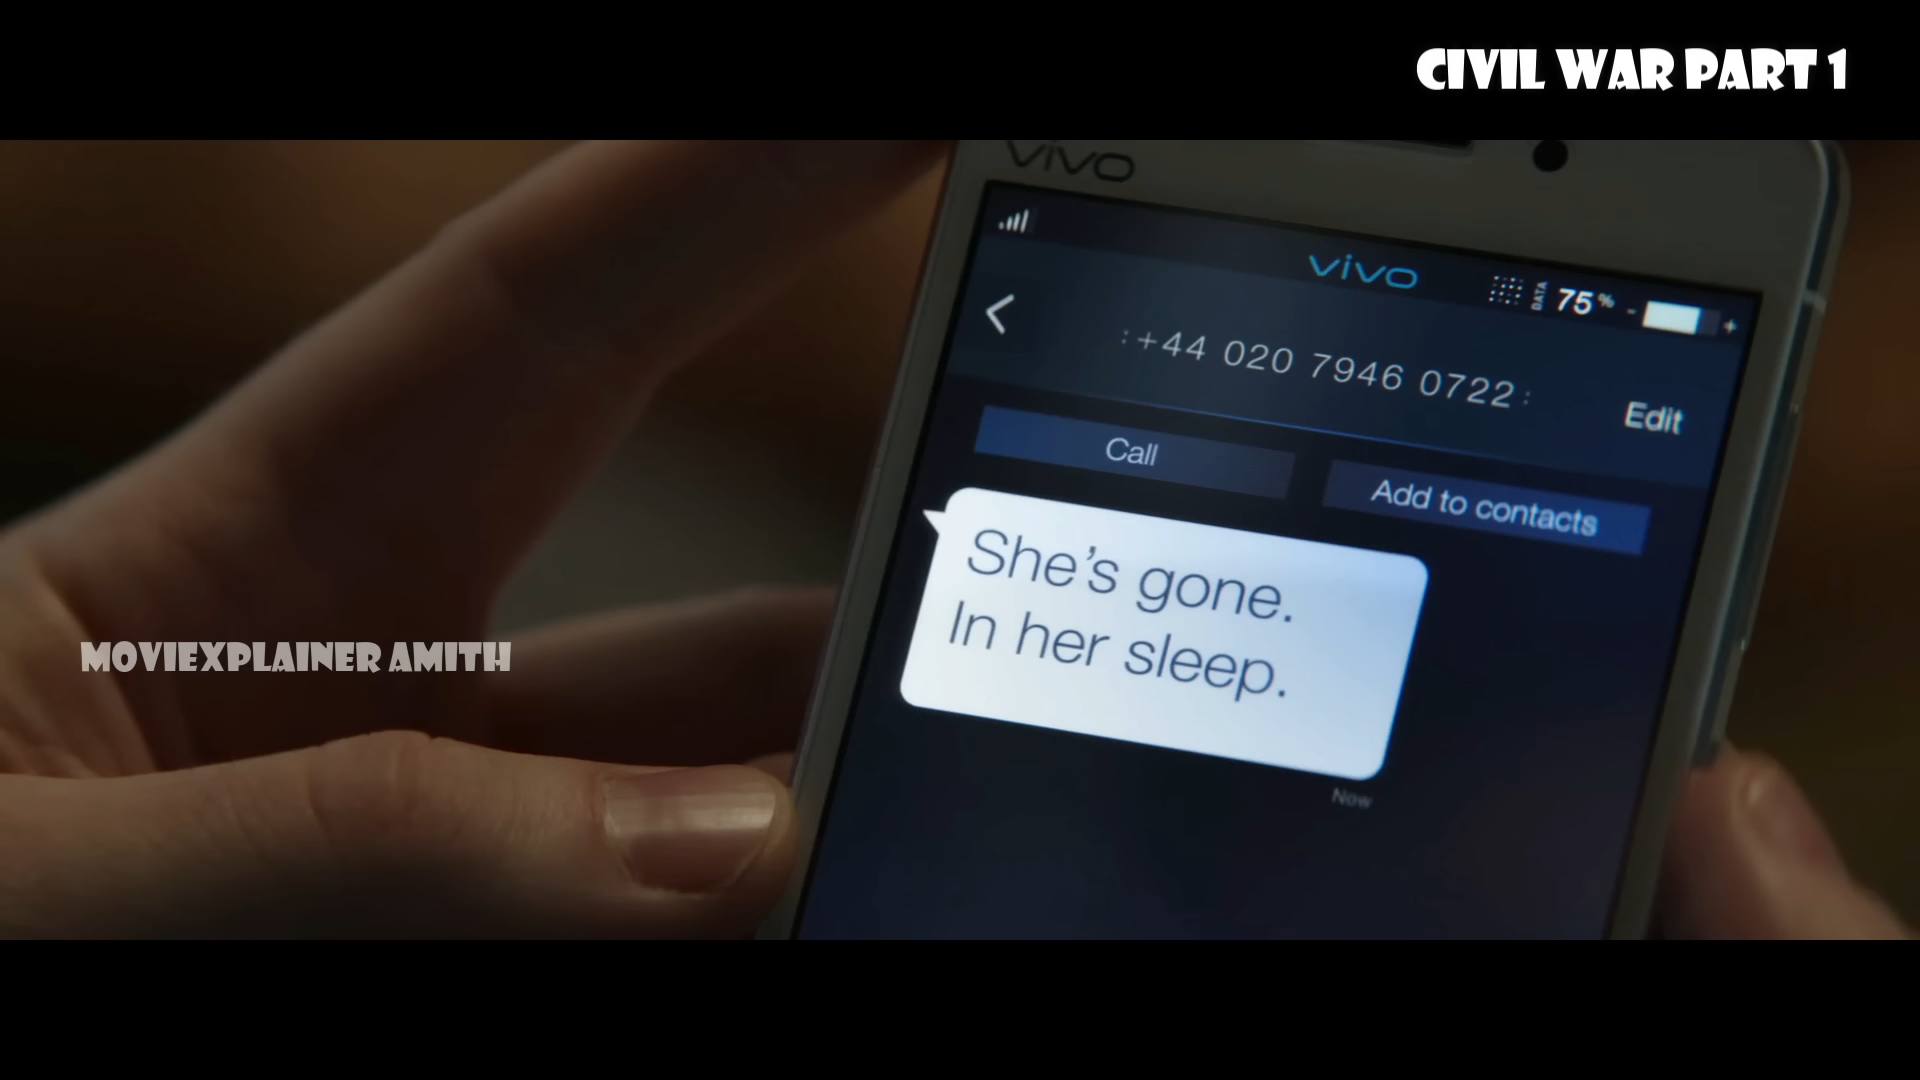 CIVIL WAR PART 1
vivo
vivo
DATA
75%
- +
:+44 020 7946 0722:
Edit
Call
Add to contacts
She's gone.
In her sleep.
Now
MOVIEXPLAINER AMITH